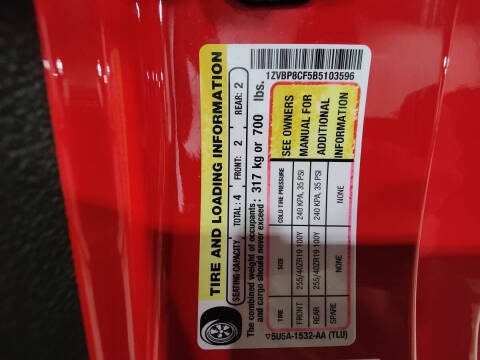 1ZVBP8CF5B5103596
TIRE AND LOADING INFORMATION
SEATING CAPACITY TOTAL: 4 FRONT: 2 REAR: 2
The combined weight of occupants
and cargo should never exceed : 317 kg or 700 lbs.
TIRE SIZE COLD TIRE PRESSURE
FRONT 255/40ZR19 100Y 240 KPA, 35 PSI
REAR 255/40ZR19 100Y 240 KPA, 35 PSI
SPARE NONE NONE
SEE OWNERS
MANUAL FOR
ADDITIONAL
INFORMATION
5U5A-1532-AA (TLU)